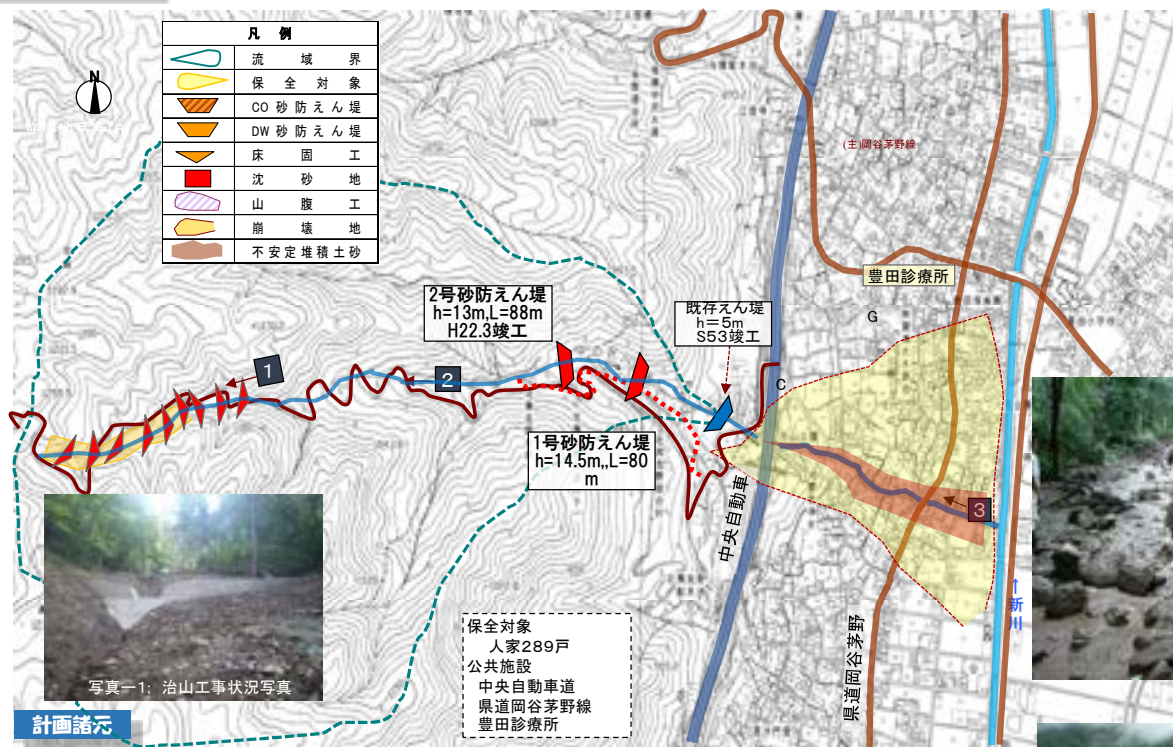 凡 例
流域界
保全対象
CO砂防えん堤
DW砂防えん堤
床固工
沈砂地
山腹工
崩壊地
不安定堆積土砂
N
(主)岡谷茅野線
豊田診療所
G
2号砂防えん堤
h=13m,L=88m
H22.3竣工
既存えん堤
h=5m
S53竣工
1
2
C
1号砂防えん堤
h=14.5m,,L=80
m
3
中央自動車
県道岡谷茅野
↑新川
写真ー1: 治山工事状況写真
保全対象
人家289戸
公共施設
中央自動車道
県道岡谷茅野線
豊田診療所
計画諸元